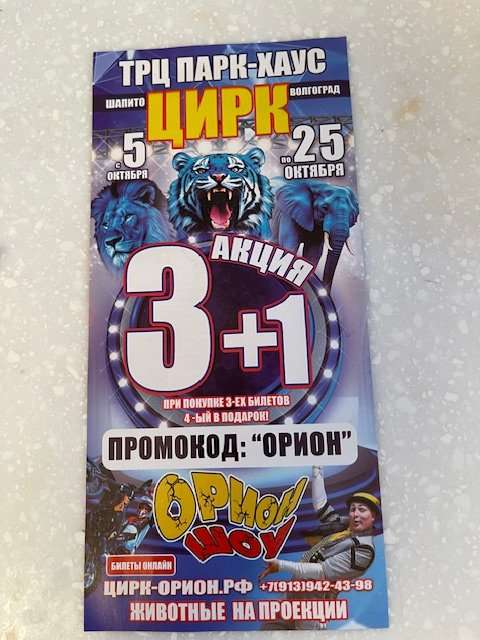 ТРЦ ПАРК-ХАУС
ШАПИТО
ЦИРК
ВОЛГОГРАД
с 5
ОКТЯБРЯ
по 25
ОКТЯБРЯ
АКЦИЯ
3+1
ПРИ ПОКУПКЕ 3-ЕХ БИЛЕТОВ
4 -ЫЙ В ПОДАРОК!
ПРОМОКОД: "ОРИОН"
ОРИОН
ШОУ
БИЛЕТЫ ОНЛАЙН
ЦИРК-ОРИОН.РФ +7(913)942-43-98
ЖИВОТНЫЕ НА ПРОЕКЦИИ